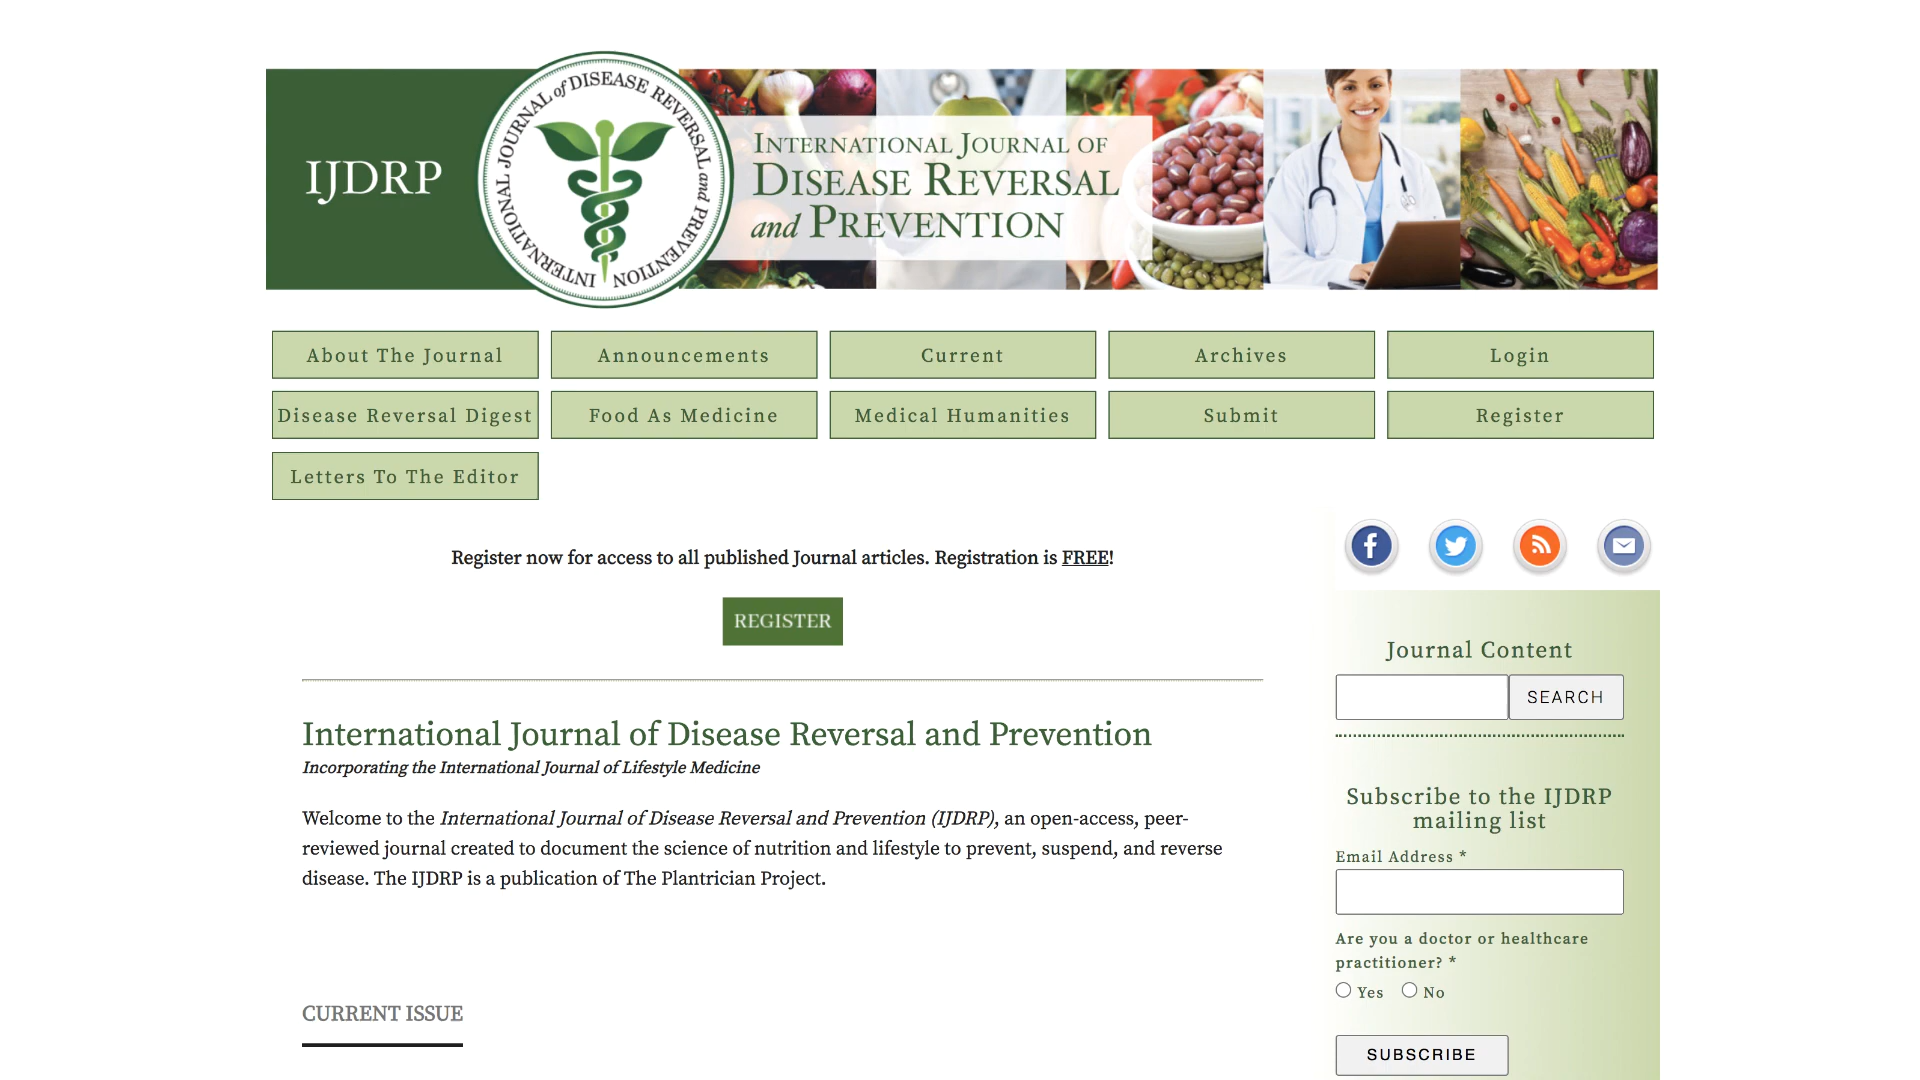 IJDRP
INTERNATIONAL JOURNAL of DISEASE REVERSAL and PREVENTION
INTERNATIONAL JOURNAL OF
DISEASE REVERSAL
and PREVENTION
About The Journal
Announcements
Current
Archives
Login
Disease Reversal Digest
Food As Medicine
Medical Humanities
Submit
Register
Letters To The Editor
Register now for access to all published Journal articles. Registration is FREE!
REGISTER
International Journal of Disease Reversal and Prevention
Incorporating the International Journal of Lifestyle Medicine
Welcome to the International Journal of Disease Reversal and Prevention (IJDRP), an open-access, peer-
reviewed journal created to document the science of nutrition and lifestyle to prevent, suspend, and reverse
disease. The IJDRP is a publication of The Plantrician Project.
CURRENT ISSUE
Journal Content
SEARCH
Subscribe to the IJDRP
mailing list
Email Address *
Are you a doctor or healthcare
practitioner? *
Yes No
SUBSCRIBE